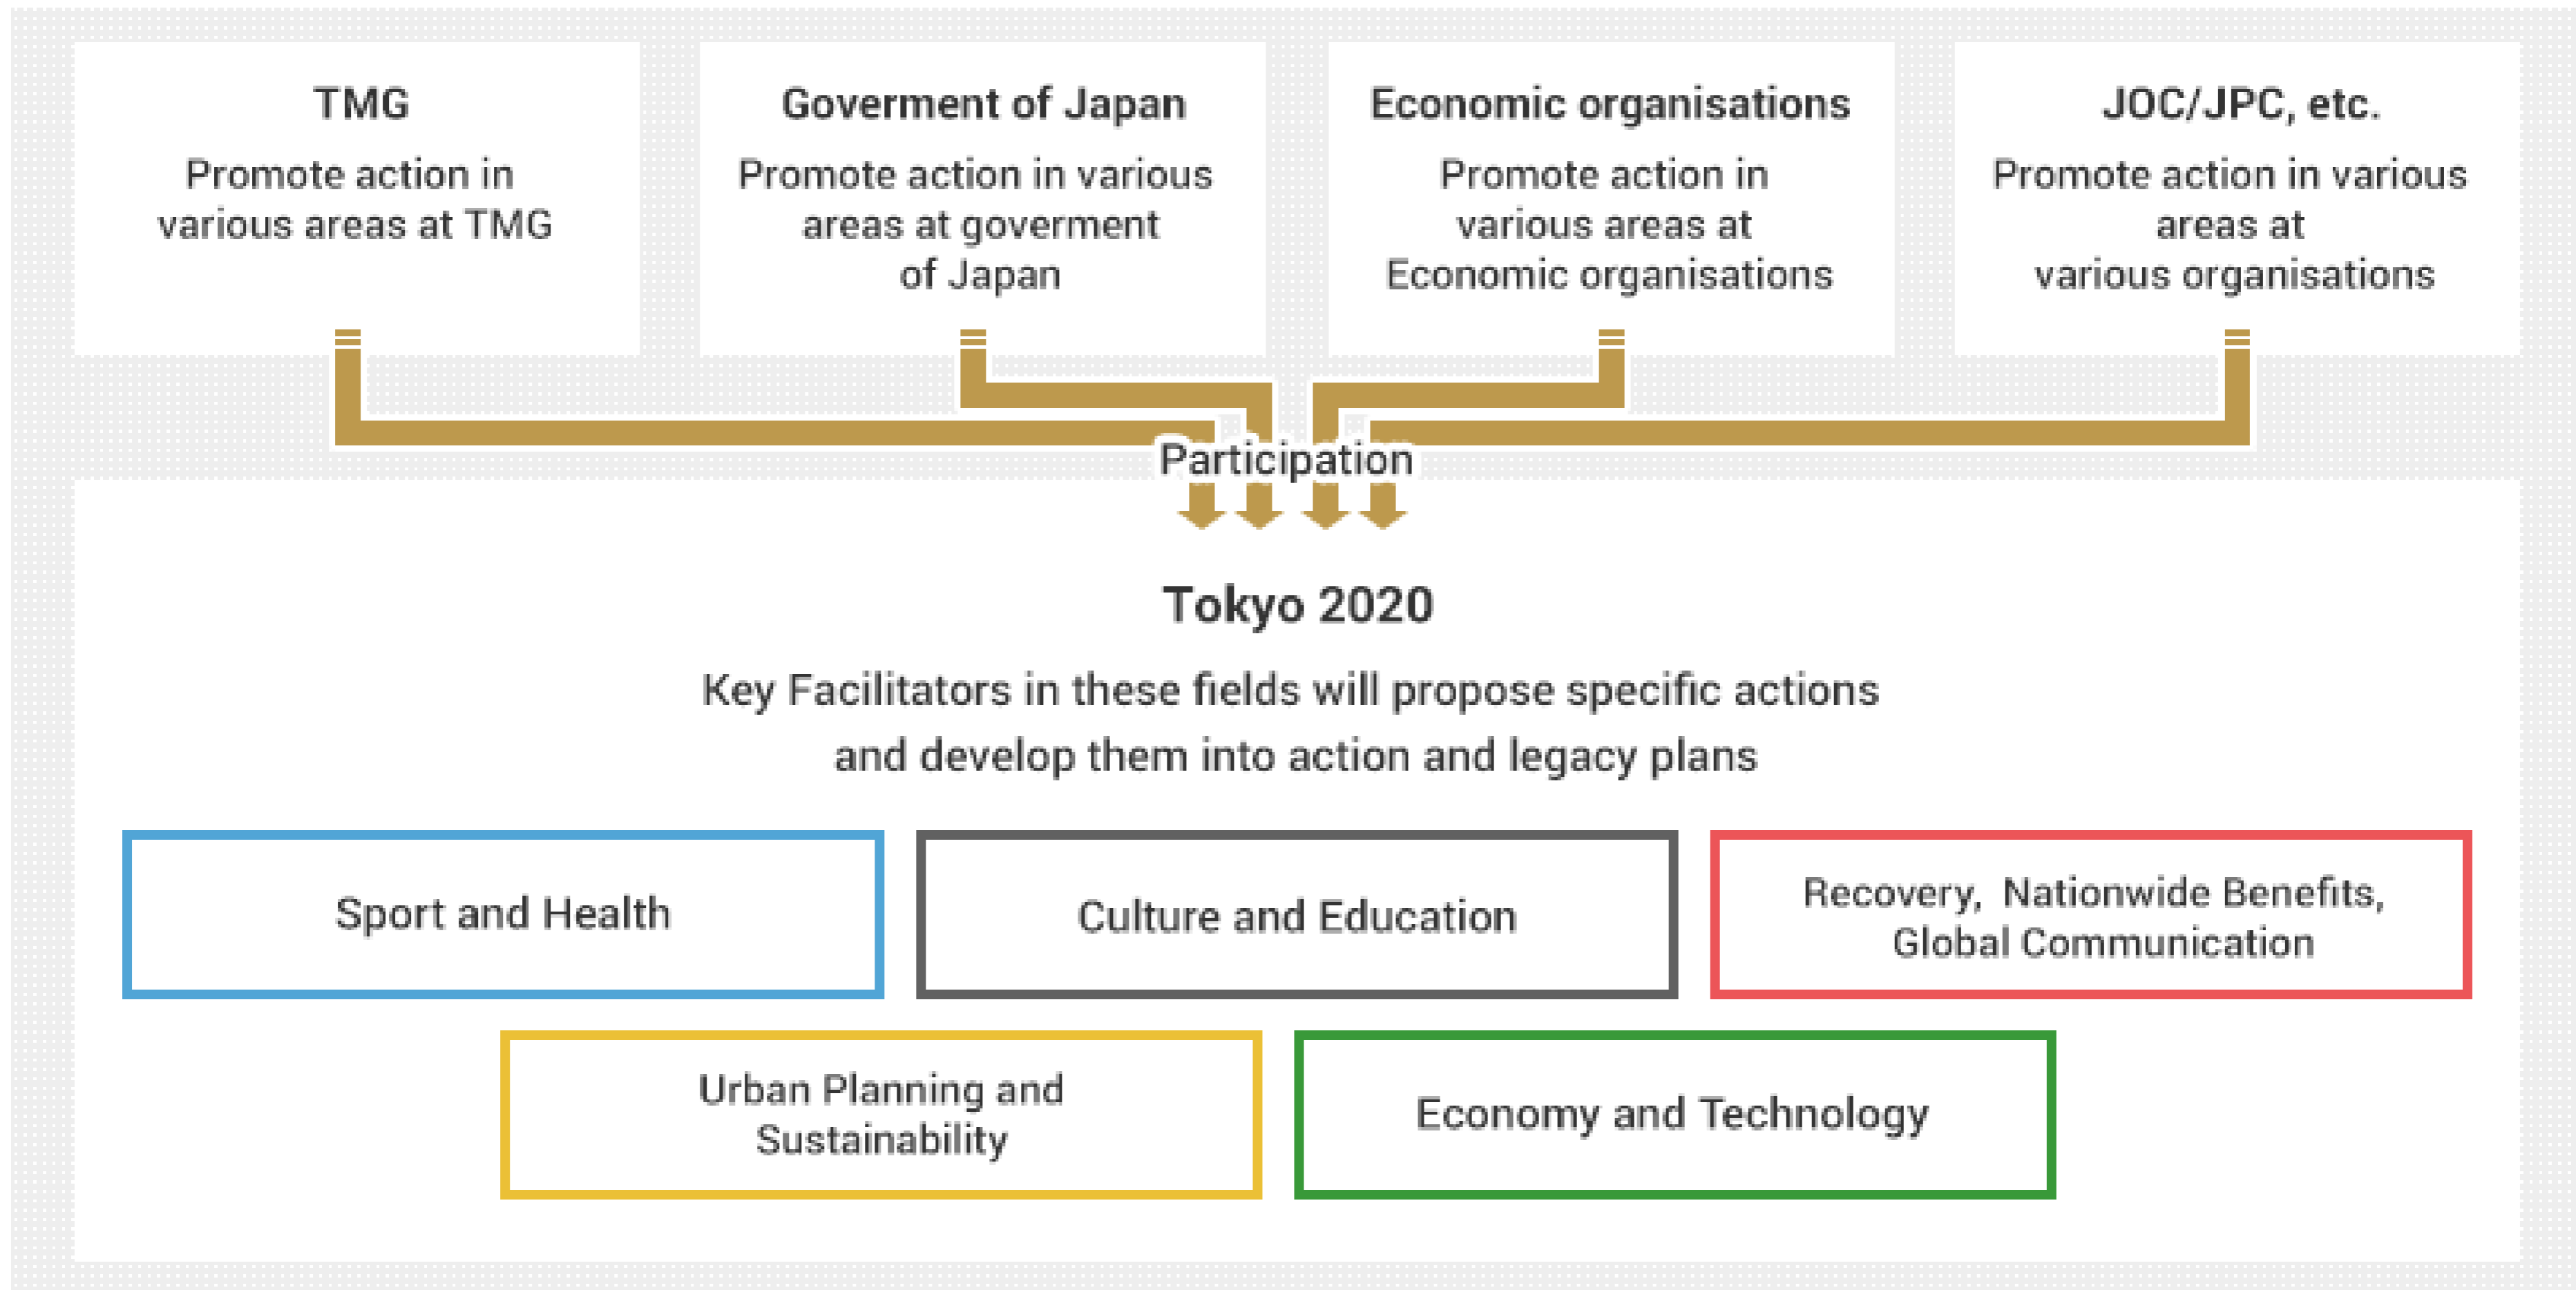 TMG
Promote action in
various areas at TMG
Goverment of Japan
Promote action in various
areas at goverment
of Japan
Economic organisations
Promote action in
various areas at
Economic organisations
JOC/JPC, etc.
Promote action in various
areas at
various organisations
Participation
Tokyo 2020
Key Facilitators in these fields will propose specific actions
and develop them into action and legacy plans
Sport and Health
Culture and Education
Recovery, Nationwide Benefits,
Global Communication
Urban Planning and
Sustainability
Economy and Technology